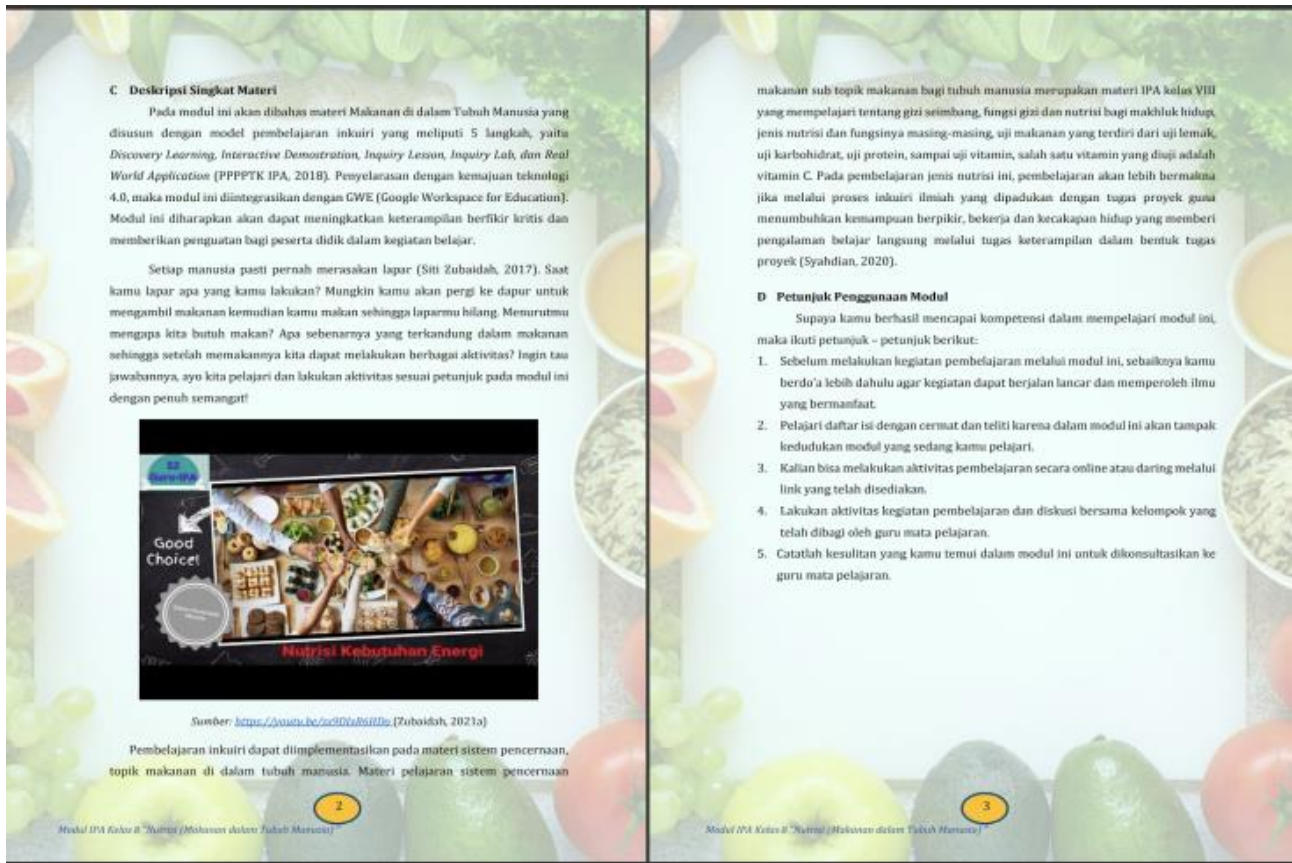 C Deskripsi Singkat Materi
Pada modul ini akan dibahas materi Makanan di dalam Tubuh Manusia yang
disusun dengan model pembelajaran inkuiri yang meliputi 5 langkah, yaitu
Discovery Learning, Interactive Demostration, Inquiry Lesson, Inquiry Lab, dan Real
World Application (PPPPTK IPA, 2018). Penyelarasan dengan kemajuan teknologi
4.0, maka modul ini diintegrasikan dengan GWE (Google Workspace for Education).
Modul ini diharapkan akan dapat meningkatkan keterampilan berfikir kritis dan
memberikan penguatan bagi peserta didik dalam kegiatan belajar.
Setiap manusia pasti pernah merasakan lapar (Siti Zubaidah, 2017). Saat
kamu lapar apa yang kamu lakukan? Mungkin kamu akan pergi ke dapur untuk
mengambil makanan kemudian kamu makan sehingga laparmu hilang. Menurutmu
mengapa kita butuh makan? Apa sebenarnya yang terkandung dalam makanan
sehingga setelah memakannya kita dapat melakukan berbagai aktivitas? Ingin tau
jawabannya, ayo kita pelajari dan lakukan aktivitas sesuai petunjuk pada modul ini
dengan penuh semangat!
SZ
Guru-IPA
Good
Choice!
Nutrisi Kebutuhan Energi
Sumber: (Zubaidah, 2021a)
Pembelajaran inkuiri dapat diimplementasikan pada materi sistem pencernaan,
topik makanan di dalam tubuh manusia. Materi pelajaran sistem pencernaan
2
Modul IPA Kelas 8 "Nutrisi (Makanan dalam Tubuh Manusia)"
makanan sub topik makanan bagi tubuh manusia merupakan materi IPA kelas VIII
yang mempelajari tentang gizi seimbang, fungsi gizi dan nutrisi bagi makhluk hidup,
jenis nutrisi dan fungsinya masing-masing, uji makanan yang terdiri dari uji lemak,
uji karbohidrat, uji protein, sampai uji vitamin, salah satu vitamin yang diuji adalah
vitamin C. Pada pembelajaran jenis nutrisi ini, pembelajaran akan lebih bermakna
jika melalui proses inkuiri ilmiah yang dipadukan dengan tugas proyek guna
menumbuhkan kemampuan berpikir, bekerja dan kecakapan hidup yang memberi
pengalaman belajar langsung melalui tugas keterampilan dalam bentuk tugas
proyek (Syahdian, 2020).
D Petunjuk Penggunaan Modul
Supaya kamu berhasil mencapai kompetensi dalam mempelajari modul ini,
maka ikuti petunjuk – petunjuk berikut:
1. Sebelum melakukan kegiatan pembelajaran melalui modul ini, sebaiknya kamu
berdo'a lebih dahulu agar kegiatan dapat berjalan lancar dan memperoleh ilmu
yang bermanfaat.
2. Pelajari daftar isi dengan cermat dan teliti karena dalam modul ini akan tampak
kedudukan modul yang sedang kamu pelajari.
3. Kalian bisa melakukan aktivitas pembelajaran secara online atau daring melalui
link yang telah disediakan.
4. Lakukan aktivitas kegiatan pembelajaran dan diskusi bersama kelompok yang
telah dibagi oleh guru mata pelajaran.
5. Catatlah kesulitan yang kamu temui dalam modul ini untuk dikonsultasikan ke
guru mata pelajaran.
3
Modul IPA Kelas 8 "Nutrisi (Makanan dalam Tubuh Manusia)"